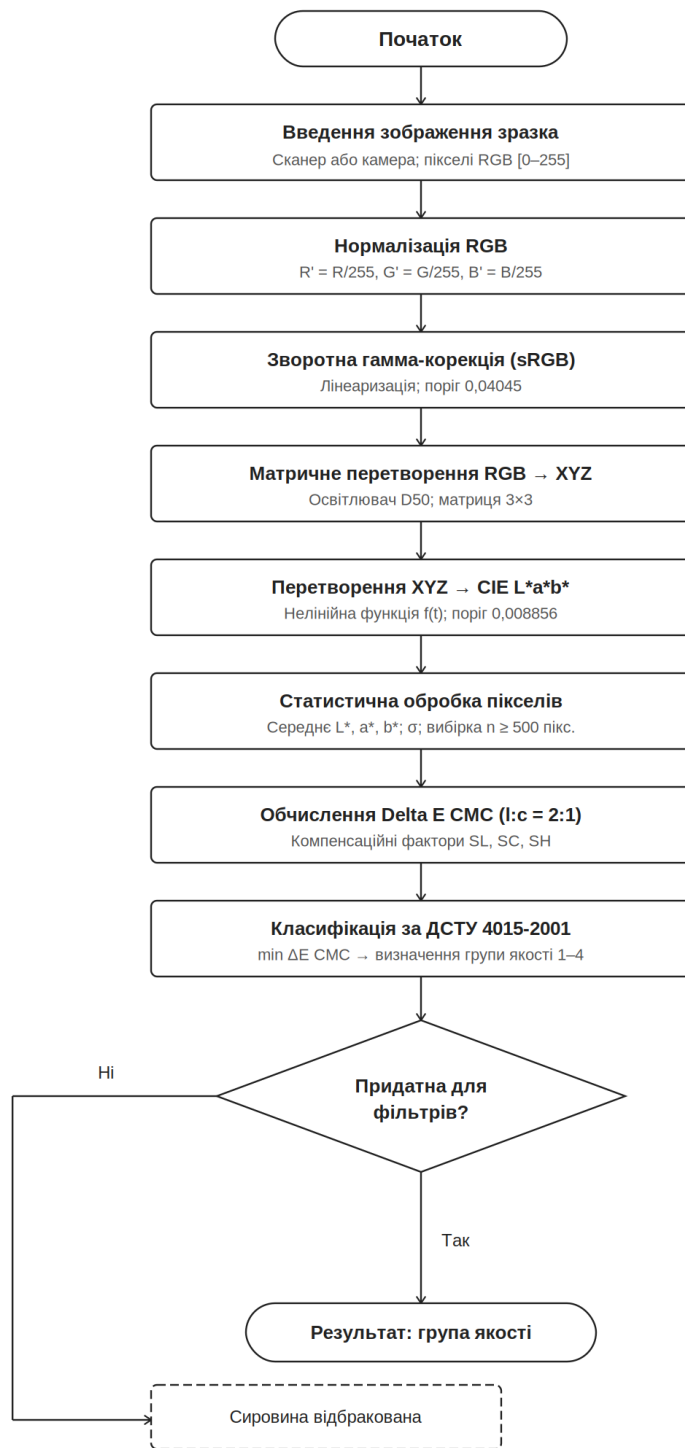 Початок
Введення зображення зразка
Сканер або камера; пікселі RGB [0–255]
Нормалізація RGB
R' = R/255, G' = G/255, B' = B/255
Зворотна гамма-корекція (sRGB)
Лінеаризація; поріг 0,04045
Матричне перетворення RGB → XYZ
Освітлювач D50; матриця 3×3
Перетворення XYZ → CIE L*a*b*
Нелінійна функція f(t); поріг 0,008856
Статистична обробка пікселів
Середнє L*, a*, b*; σ; вибірка n ≥ 500 пікс.
Обчислення Delta E CMC (l:c = 2:1)
Компенсаційні фактори SL, SC, SH
Класифікація за ДСТУ 4015-2001
min ΔE CMC → визначення групи якості 1–4
Ні
Придатна для
фільтрів?
Так
Результат: група якості
Сировина відбракована